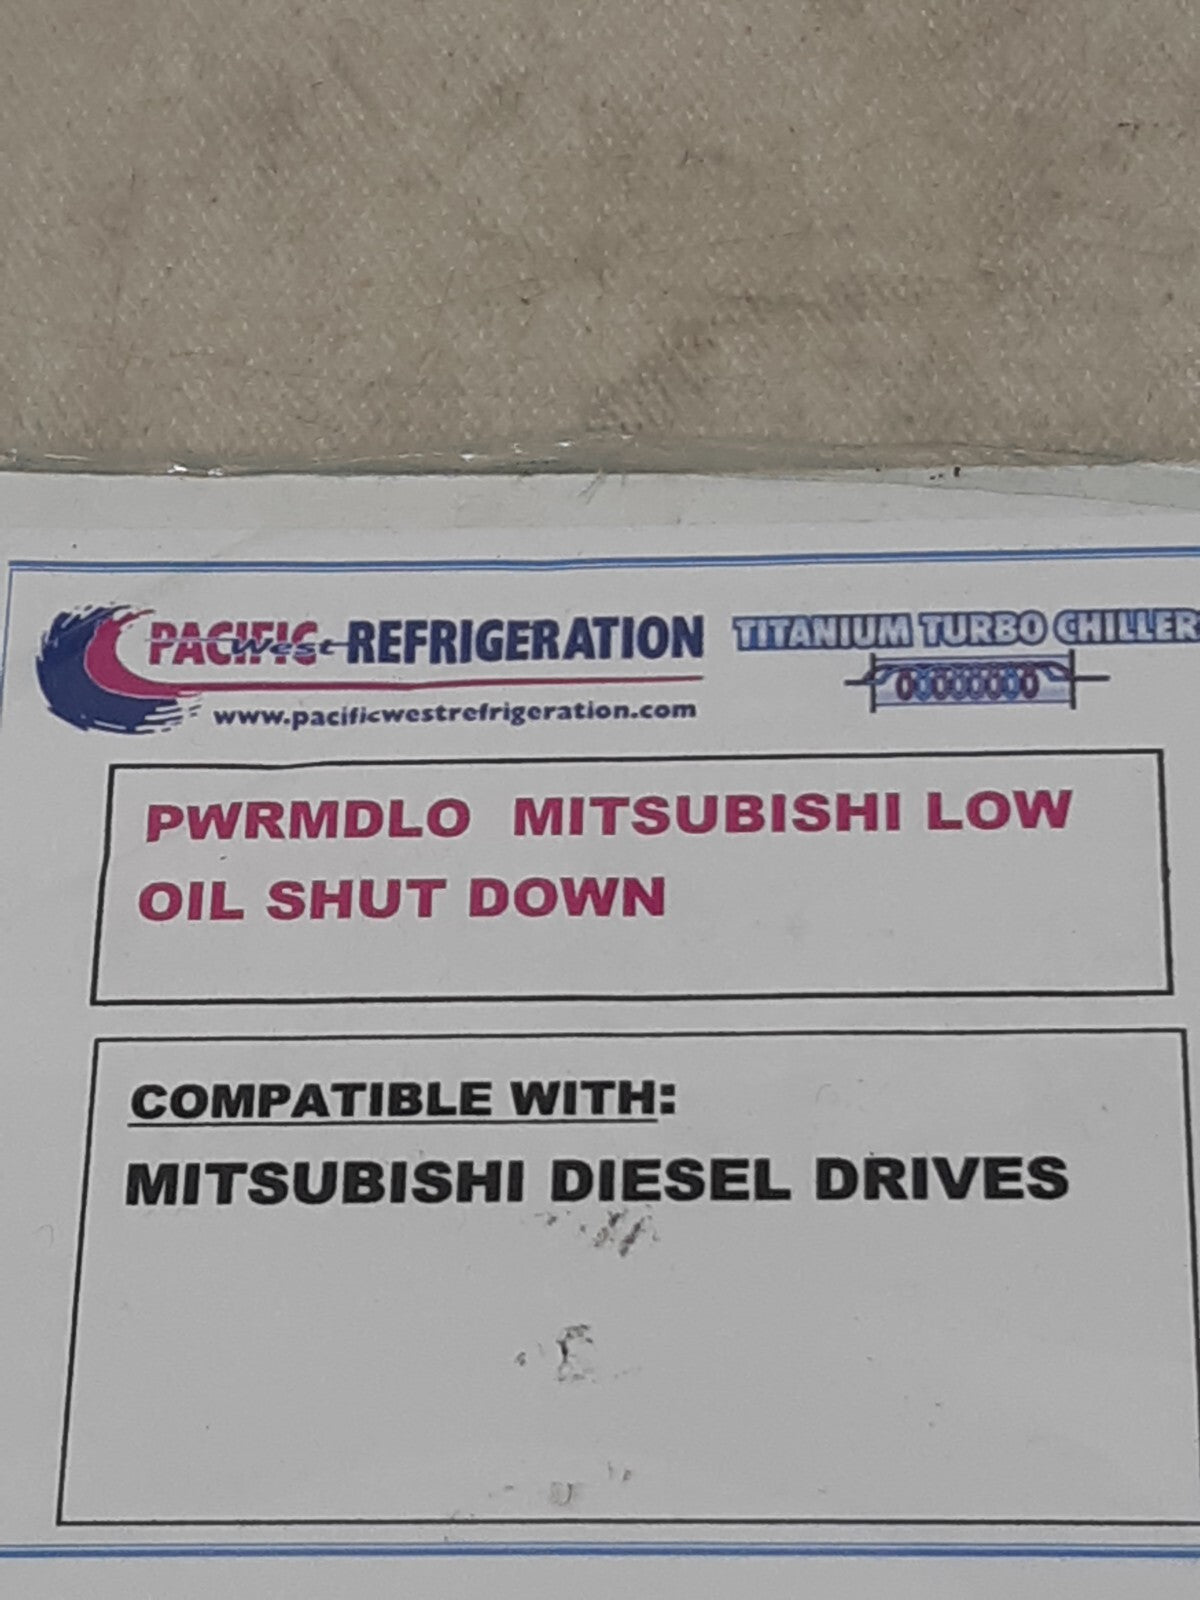 PACIFIC West REFRIGERATION
www.pacificwestrefrigeration.com
TITANIUM TURBO CHILLER
PWRMDLO MITSUBISHI LOW
OIL SHUT DOWN
COMPATIBLE WITH:
MITSUBISHI DIESEL DRIVES